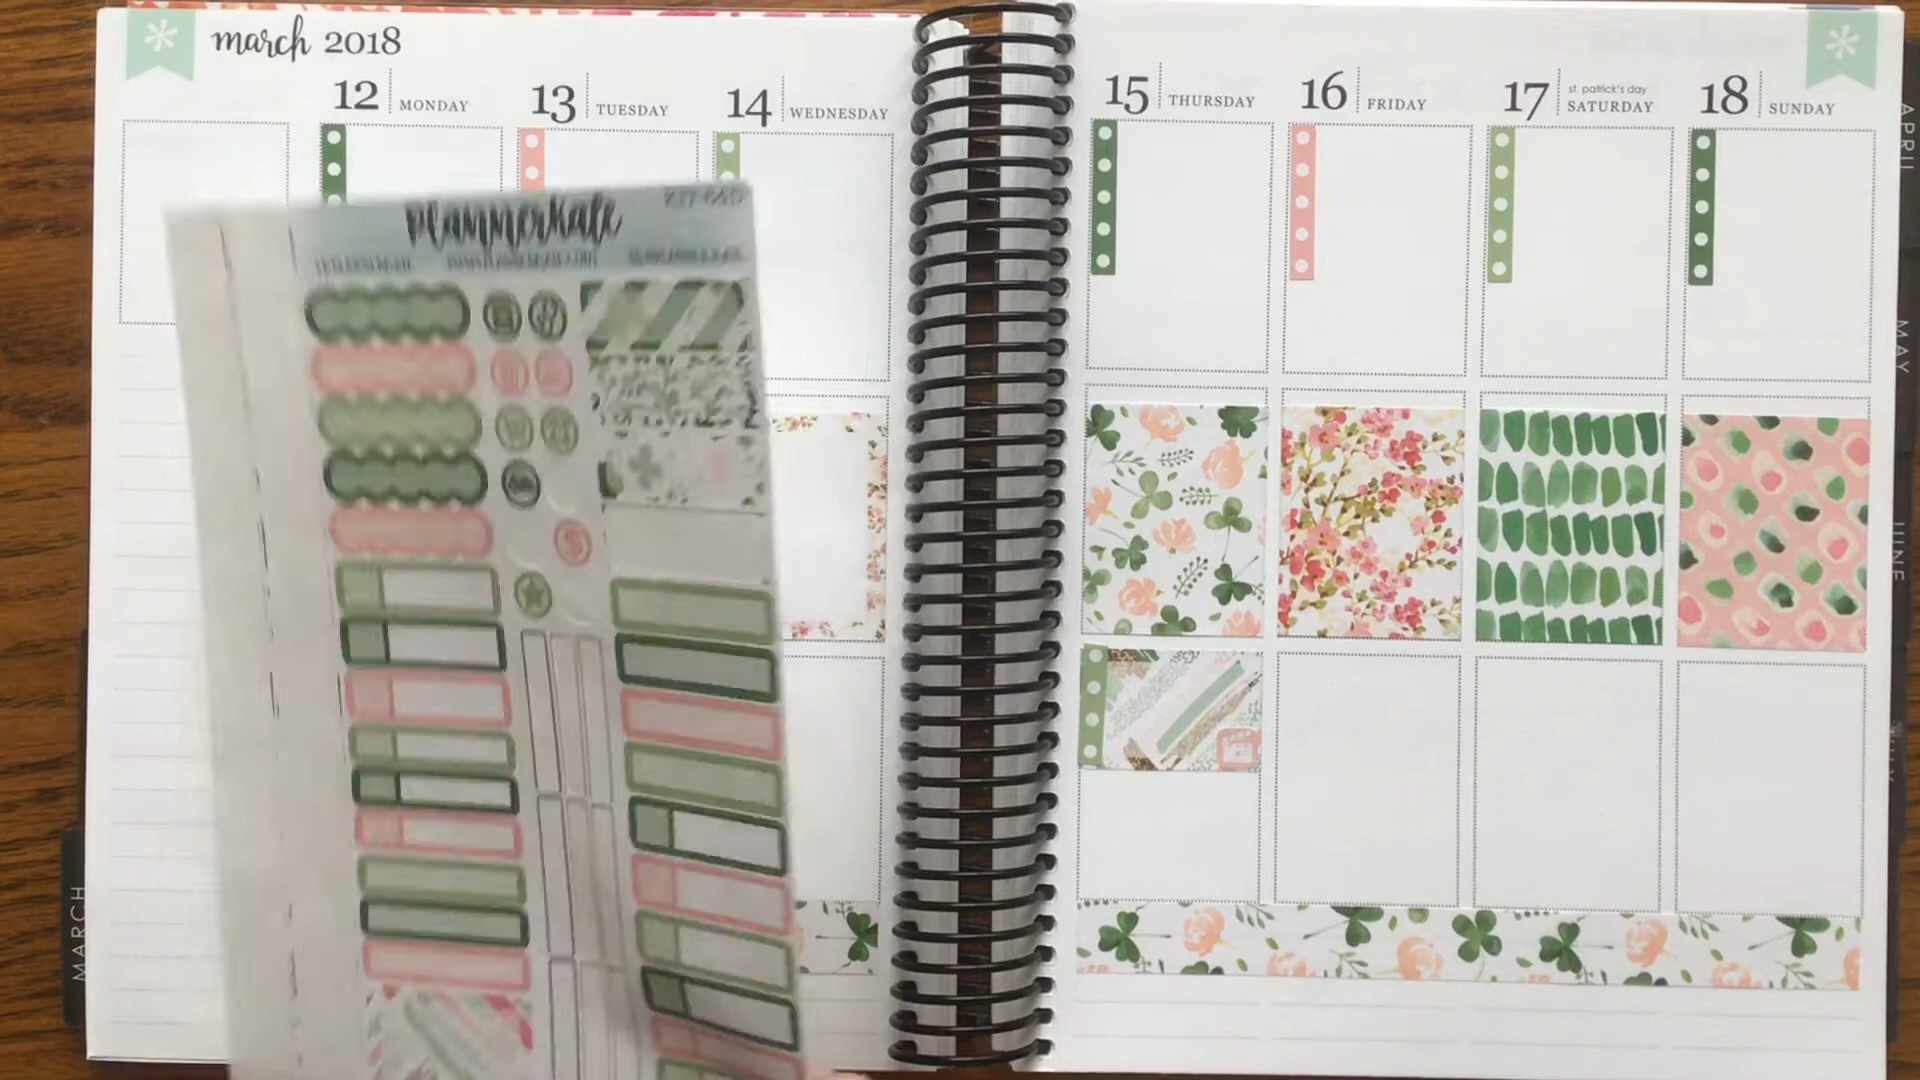 march 2018
12 MONDAY
13 TUESDAY
14 WEDNESDAY
15 THURSDAY
16 FRIDAY
17 st. patrick's day SATURDAY
18 SUNDAY
plannerkate
MARCH
APRIL
MAY
JUNE